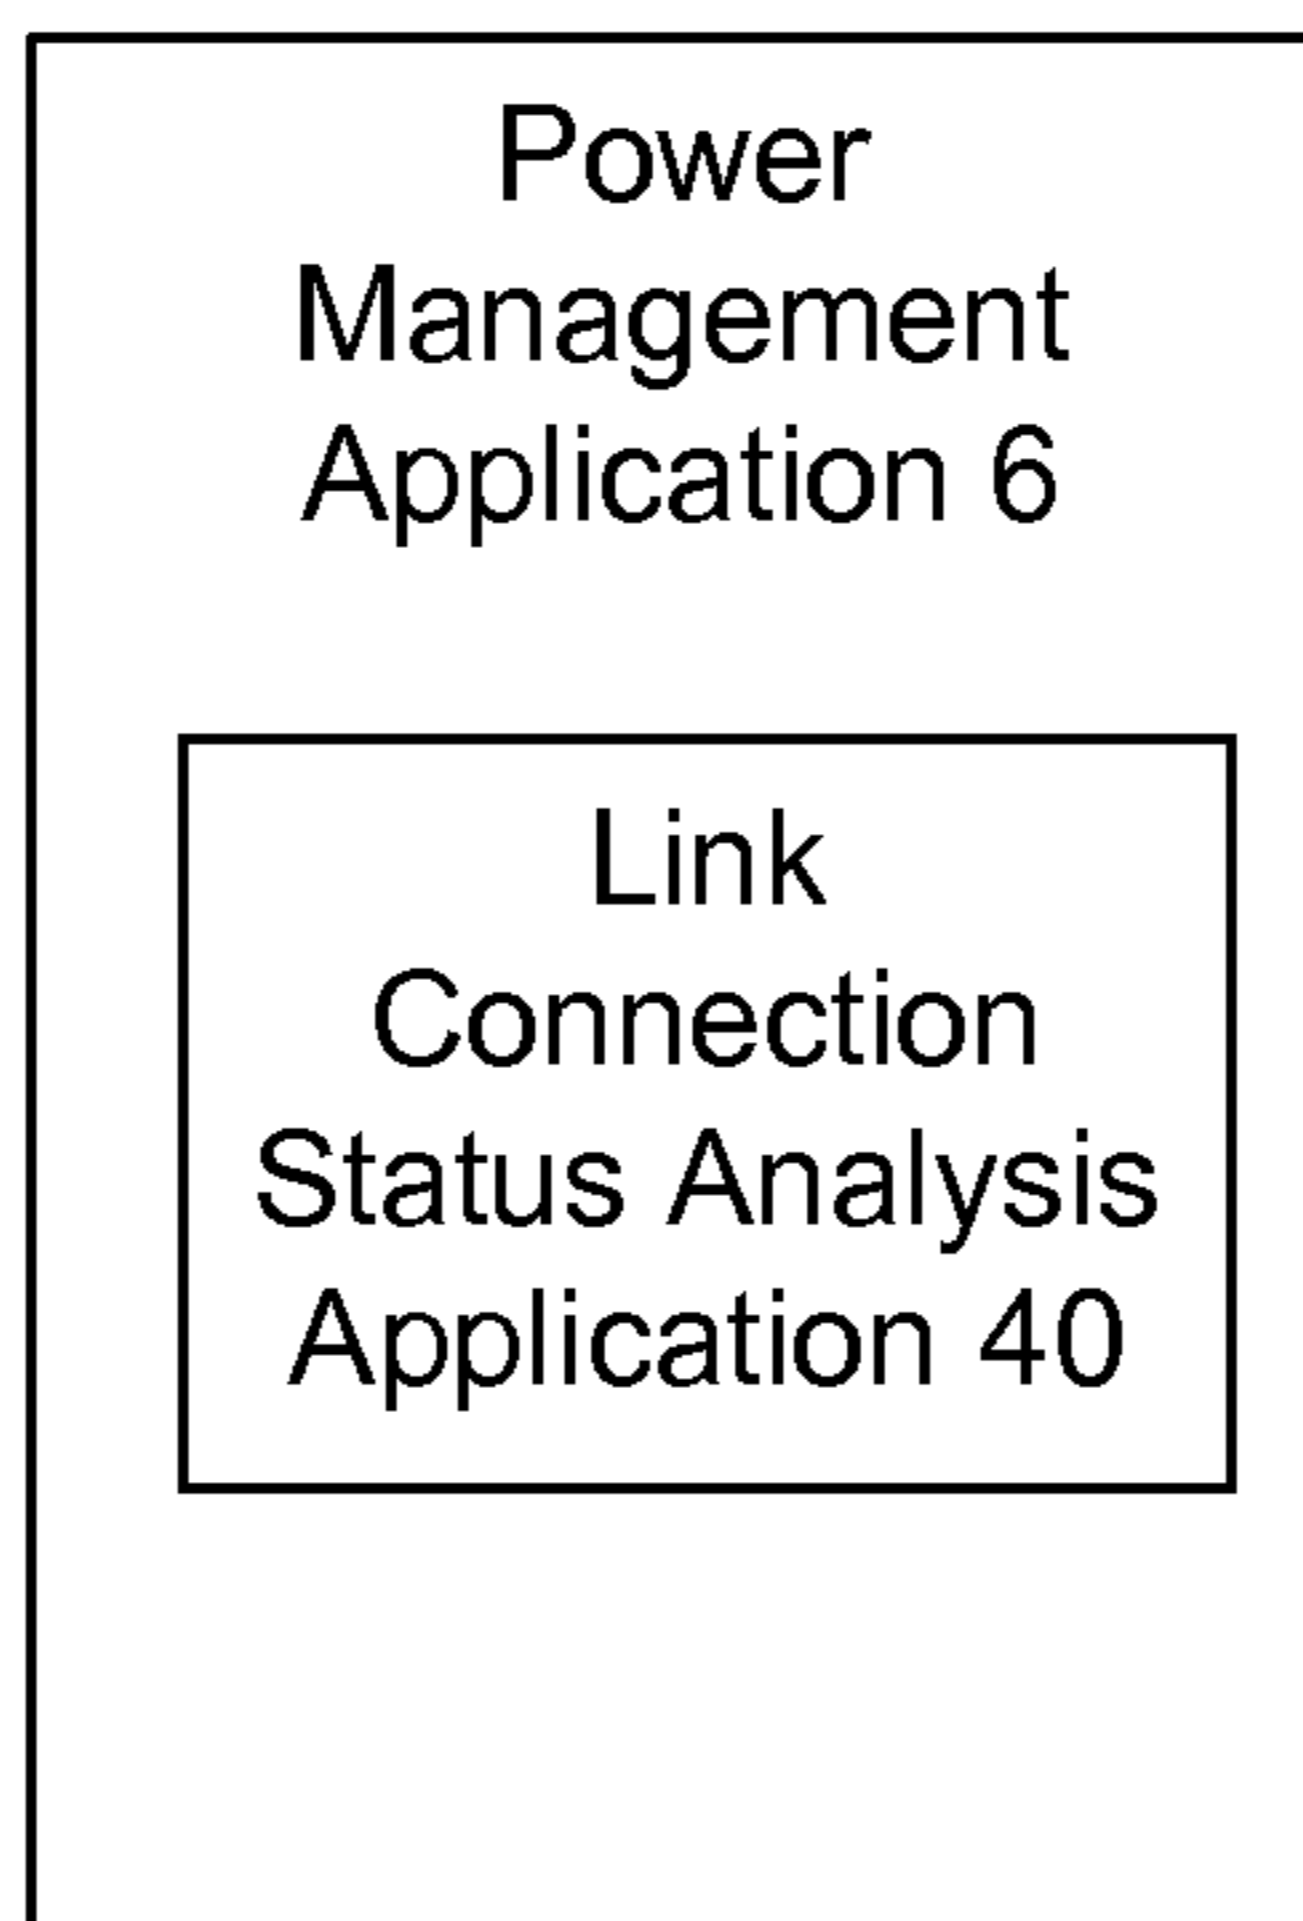 Power
Management
Application 6
Link
Connection
Status Analysis
Application 40